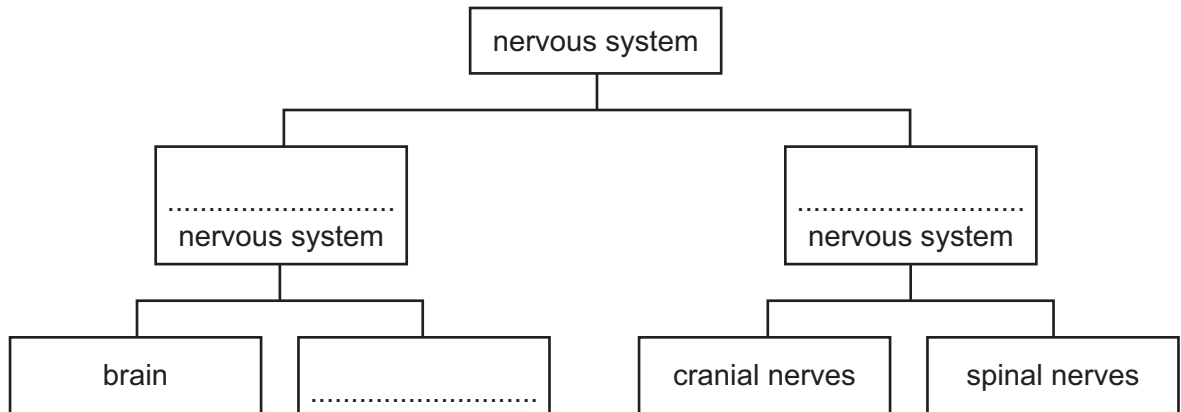 nervous system
...........................
nervous system
...........................
nervous system
brain
...........................
cranial nerves
spinal nerves